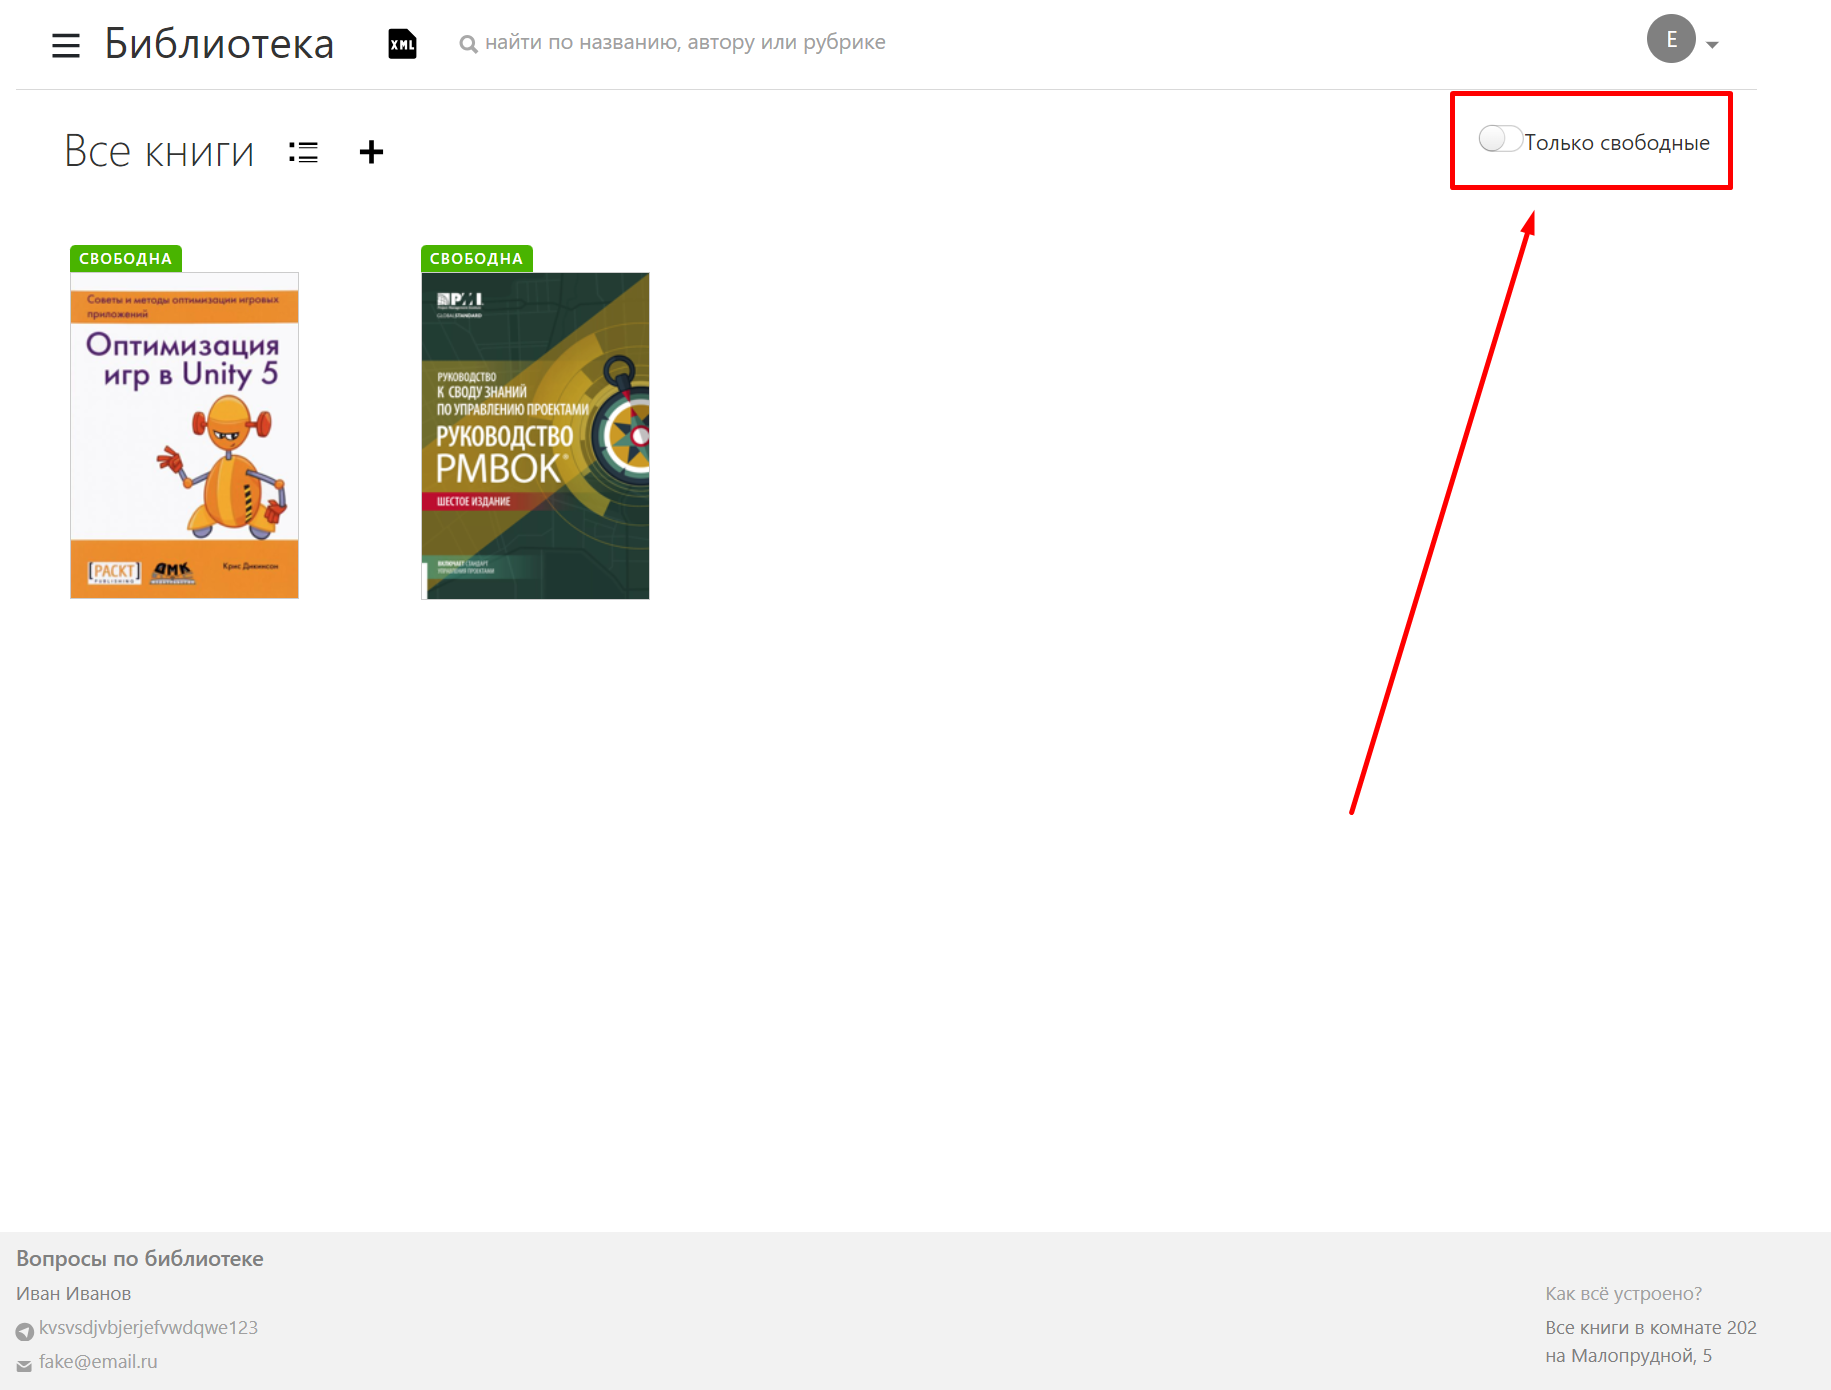 Библиотека
XML
найти по названию, автору или рубрике
E
Все книги
Только свободные
СВОБОДНА
Советы и методы оптимизации игровых
приложений
Оптимизация
игр в Unity 5
[PACKT]
PUBLISHING
ДМК
Крис Дикинсон
СВОБОДНА
PMI
GLOBALSTANDARD
РУКОВОДСТВО
К СВОДУ ЗНАНИЙ
ПО УПРАВЛЕНИЮ ПРОЕКТАМИ
РУКОВОДСТВО
PMBOK®
ШЕСТОЕ ИЗДАНИЕ
ВКЛЮЧАЕТ СТАНДАРТ
УПРАВЛЕНИЯ ПРОЕКТАМИ
Вопросы по библиотеке
Иван Иванов
kvsvsdjvbjerjefvwdqwe123
fake@email.ru
Как всё устроено?
Все книги в комнате 202
на Малопрудной, 5